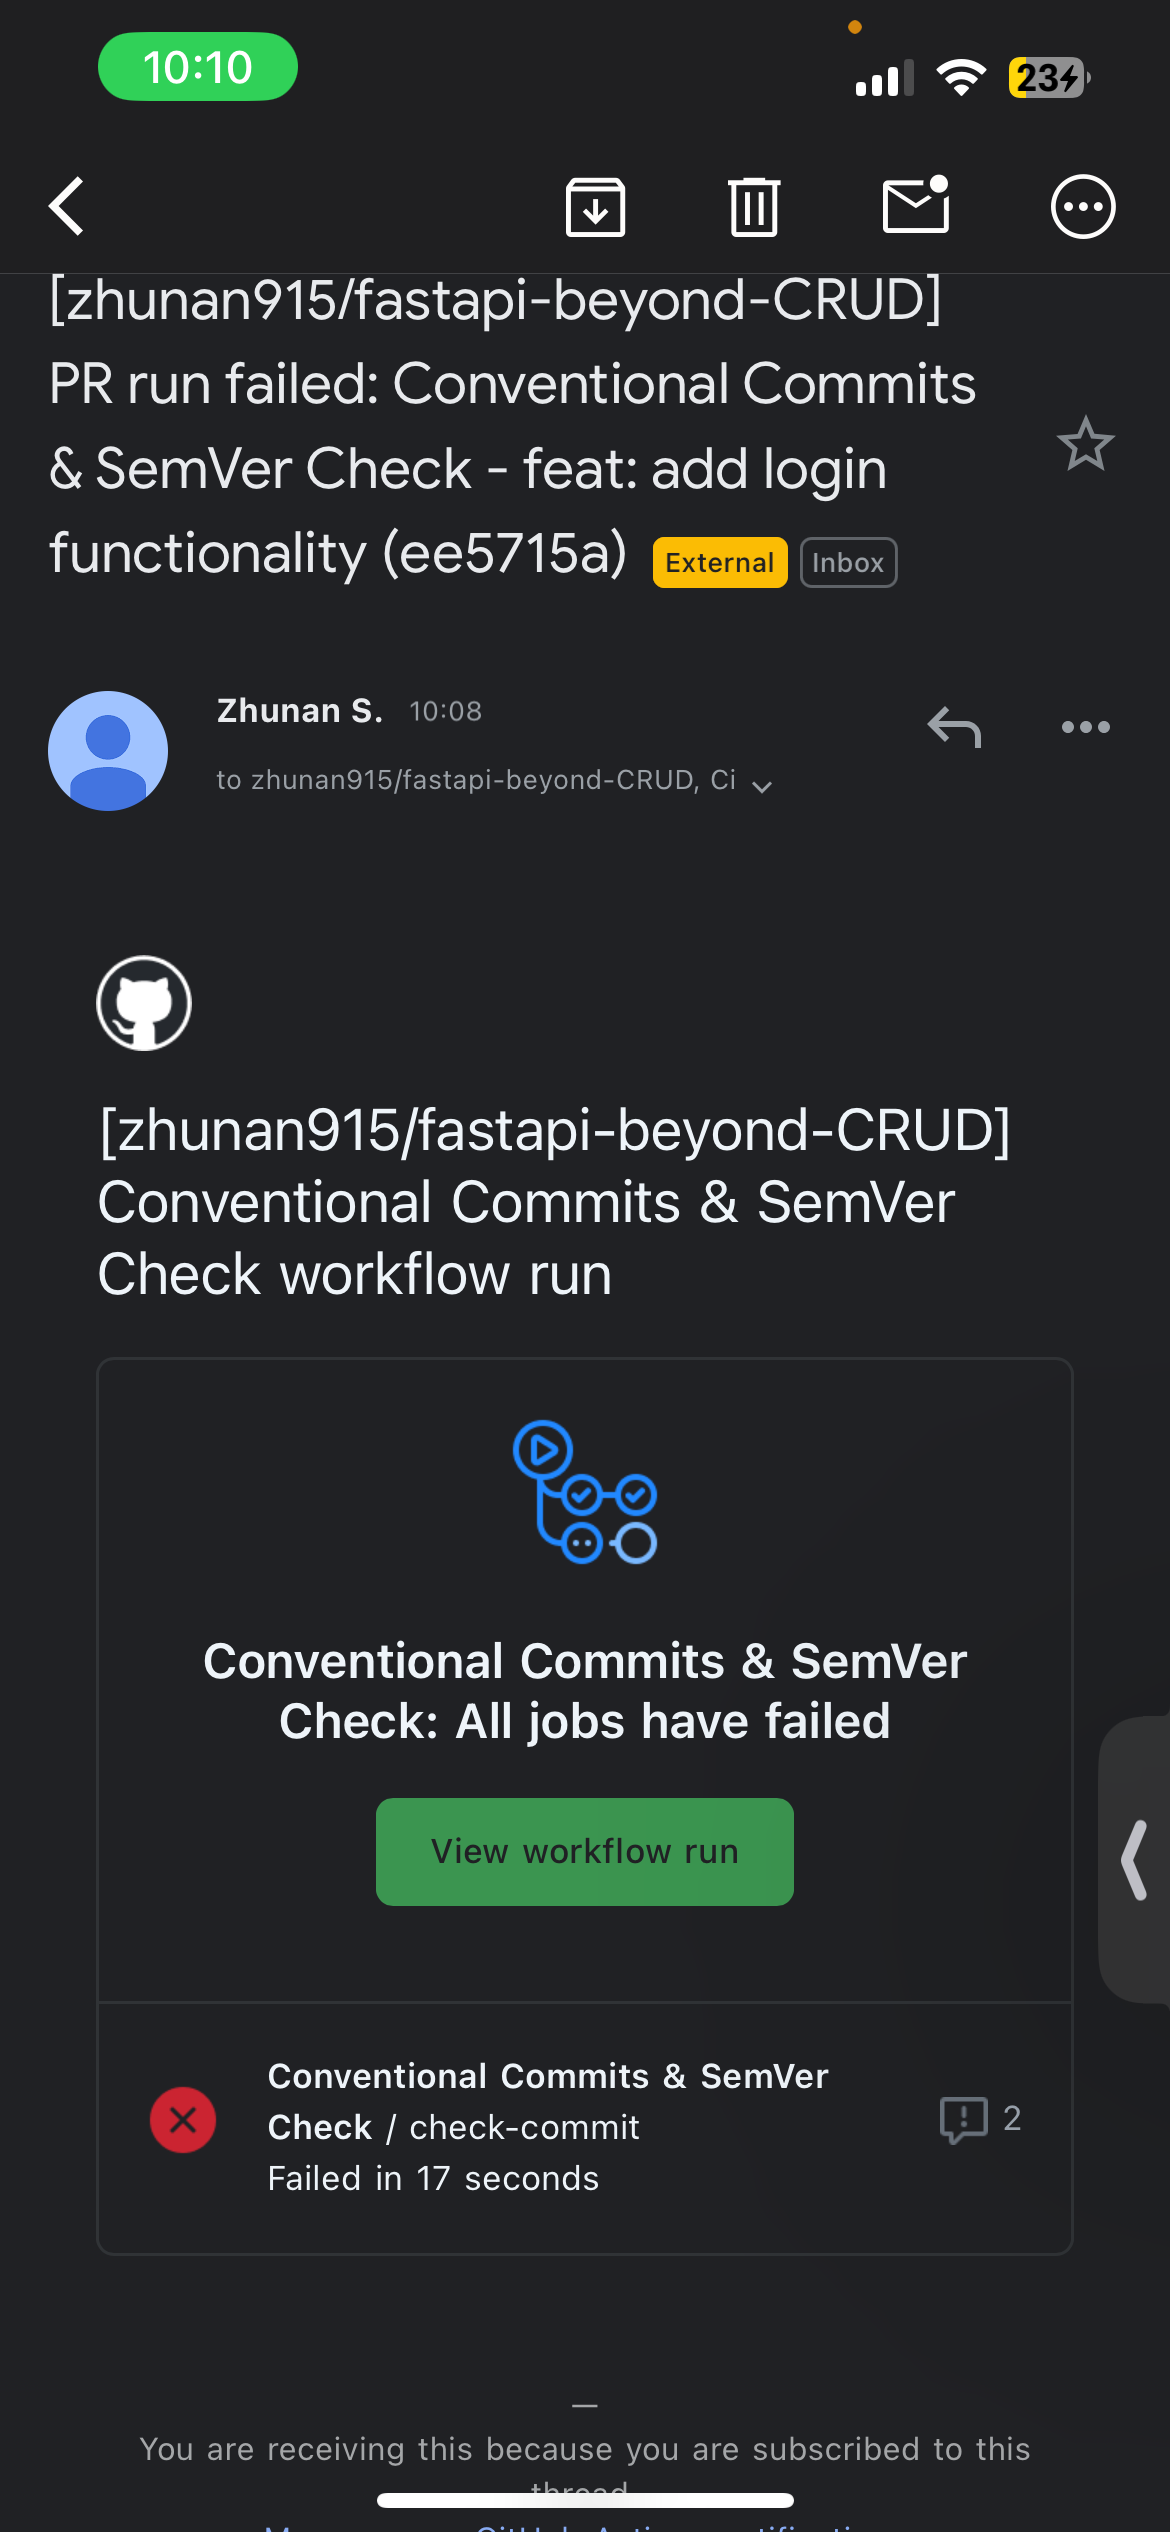 10:10
23
[zhunan915/fastapi-beyond-CRUD]
PR run failed: Conventional Commits
& SemVer Check - feat: add login
functionality (ee5715a) External Inbox
Zhunan S. 10:08
to zhunan915/fastapi-beyond-CRUD, Ci
[zhunan915/fastapi-beyond-CRUD]
Conventional Commits & SemVer
Check workflow run
Conventional Commits & SemVer
Check: All jobs have failed
View workflow run
Conventional Commits & SemVer
Check / check-commit
Failed in 17 seconds
2
—
You are receiving this because you are subscribed to this
thread